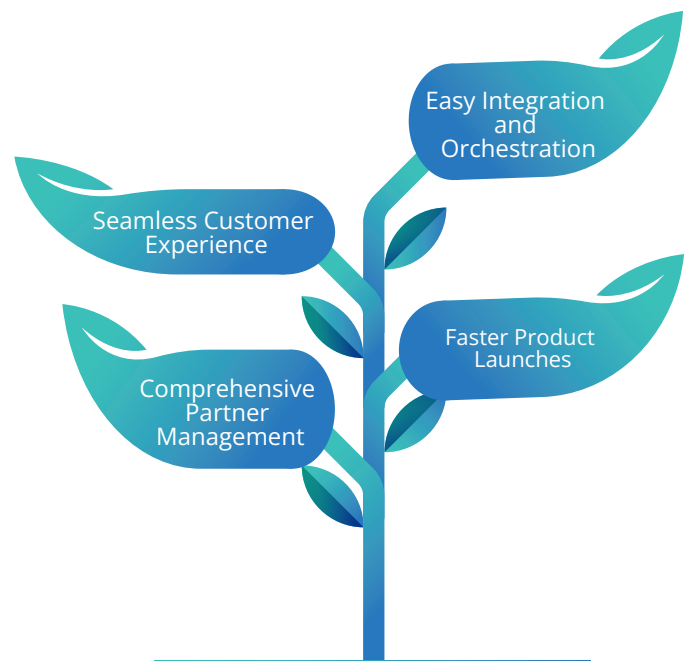 Easy Integration
and
Orchestration
Seamless Customer
Experience
Faster Product
Launches
Comprehensive
Partner
Management